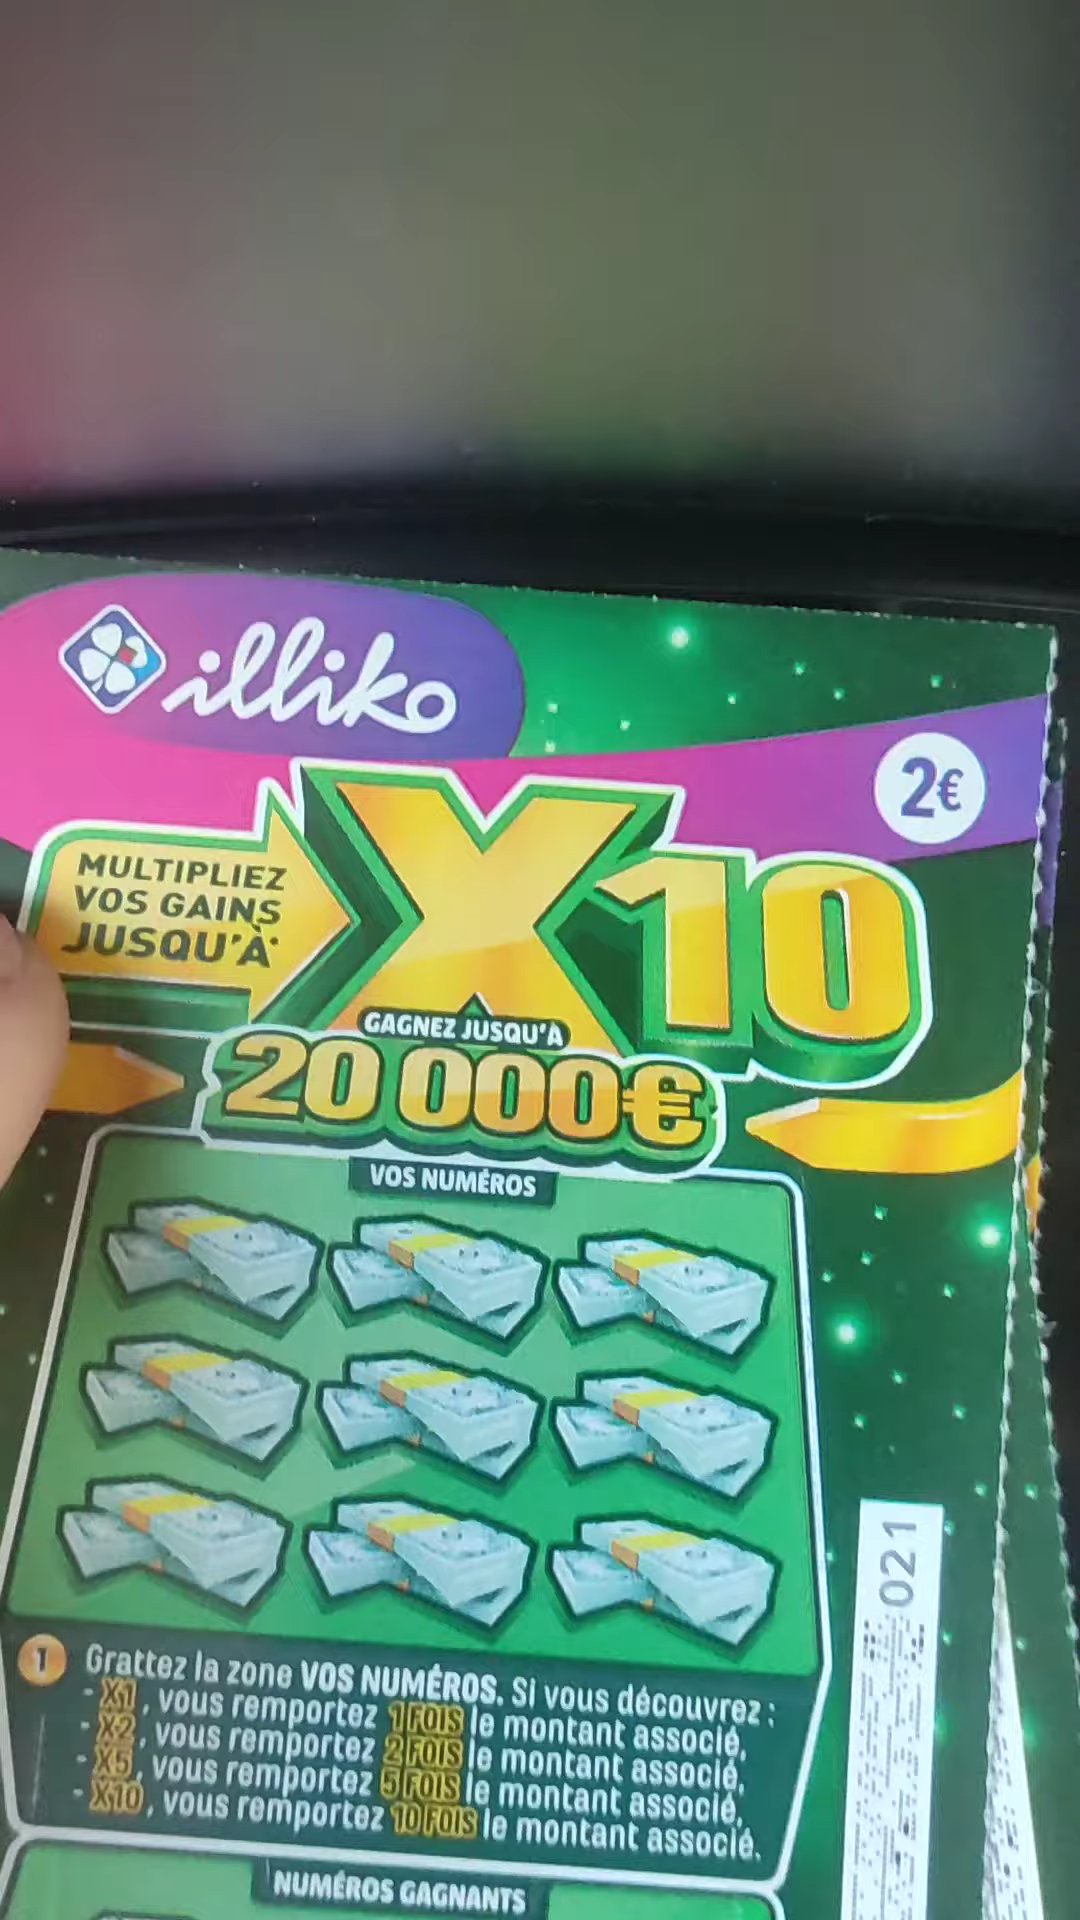 illiko
2€
MULTIPLIEZ
VOS GAINS
JUSQU'À*
X10
GAGNEZ JUSQU'À
20 000€
VOS NUMÉROS
021
1 Grattez la zone VOS NUMÉROS. Si vous découvrez :
- X1, vous remportez 1 FOIS le montant associé,
- X2, vous remportez 2 FOIS le montant associé,
- X5, vous remportez 5 FOIS le montant associé,
- X10, vous remportez 10 FOIS le montant associé.
NUMÉROS GAGNANTS